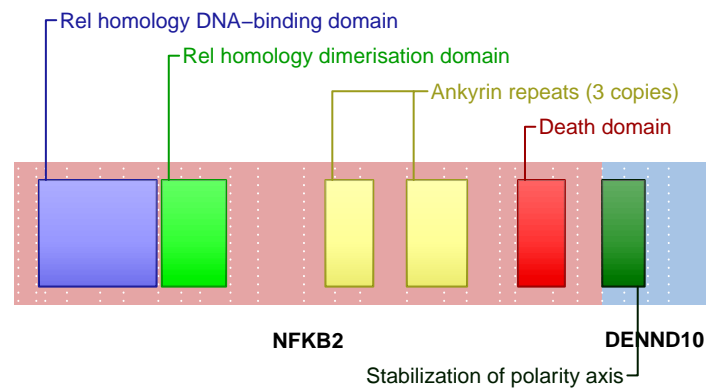 Rel homology DNA−binding domain
Rel homology dimerisation domain
Ankyrin repeats (3 copies)
Death domain
NFKB2
DENND10
Stabilization of polarity axis